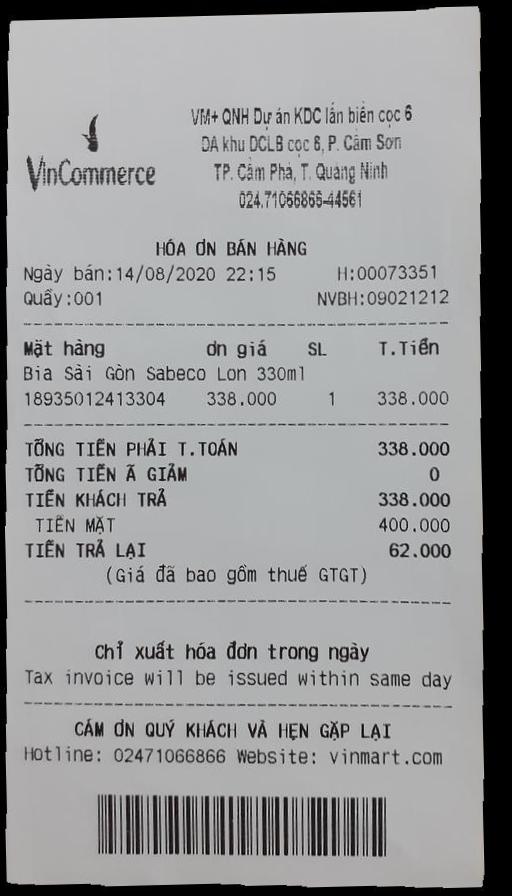 VM+ QNH Dự án KDC lấn biên cọc 6
DA khu DCLB cọc 6, P. Cẩm Sơn
VinCommerce
TP. Cẩm Phả, T. Quảng Ninh
024.71066866-44561
HÓA ƠN BÁN HÀNG
Ngày bán:14/08/2020 22:15 H:00073351
Quầy:001 NVBH:09021212
Mặt hàng ơn giá SL T.Tiền
Bia Sài Gòn Sabeco Lon 330ml
18935012413304 338.000 1 338.000
TỔNG TIỀN PHẢI T.TOÁN 338.000
TỔNG TIỀN Ã GIẢM 0
TIỀN KHÁCH TRẢ 338.000
TIỀN MẶT 400.000
TIỀN TRẢ LẠI 62.000
(Giá đã bao gồm thuế GTGT)
Chỉ xuất hóa đơn trong ngày
Tax invoice will be issued within same day
CẢM ƠN QUÝ KHÁCH VÀ HẸN GẶP LẠI
Hotline: 02471066866 Website: vinmart.com